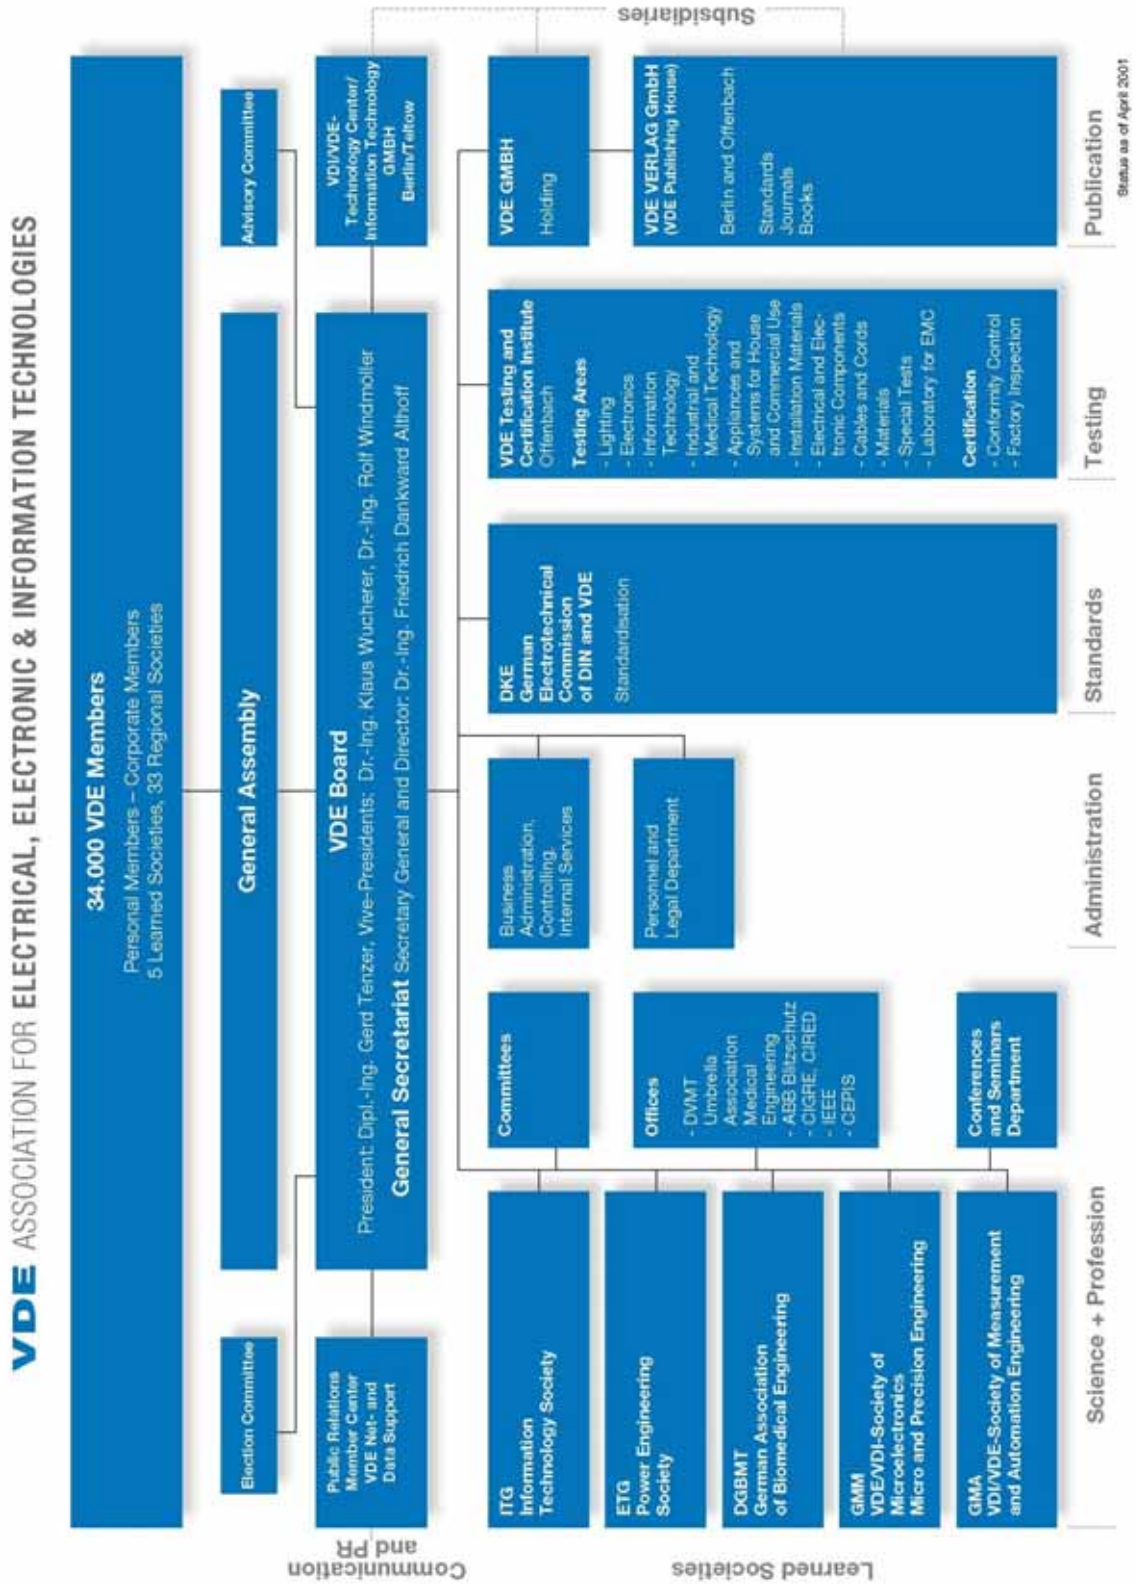 VDE ASSOCIATION FOR ELECTRICAL, ELECTRONIC & INFORMATION TECHNOLOGIES
34.000 VDE Members
Personal Members – Corporate Members
5 Learned Societies, 33 Regional Societies
Election Committee
General Assembly
Advisory Committee
Communication
and PR
Public Relations
Member Center
VDE Net- and
Data Support
VDE Board
President: Dipl.-Ing. Gerd Tenzer, Vive-Presidents: Dr.-Ing. Klaus Wucherer, Dr.-Ing. Rolf Windmöller
General Secretariat Secretary General and Director: Dr.-Ing. Friedrich Dankward Althoff
VDI/VDE-
Technology Center/
Information Technology
GMBH
Berlin/Teltow
Subsidiaries
Learned Societies
ITG
Information
Technology Society
ETG
Power Engineering
Society
DGBMT
German Association
of Biomedical Engineering
GMM
VDE/VDI-Society of
Microelectronics
Micro and Precision Engineering
GMA
VDI/VDE-Society of Measurement
and Automation Engineering
Committees
Offices
- DVMT
Umbrella
Association
Medical
Engineering
- ABB Blitzschutz
- CIGRE, CIRED
- IEEE
- CEPIS
Conferences
and Seminars
Department
Business
Administration,
Controlling,
Internal Services
Personnel and
Legal Department
DKE
German
Electrotechnical
Commission
of DIN and VDE
Standardisation
VDE Testing and
Certification Institute
Offenbach
Testing Areas
- Lighting
- Electronics
- Information
Technology
- Industrial and
Medical Technology
- Appliances and
Systems for House
and Commercial Use
- Installation Materials
- Electrical and Elec-
tronic Components
- Cables and Cords
- Materials
- Special Tests
- Laboratory for EMC
Certification
- Conformity Control
- Factory Inspection
VDE GMBH
Holding
VDE VERLAG GmbH
(VDE Publishing House)
Berlin and Offenbach
Standards
Journals
Books
Science + Profession
Administration
Standards
Testing
Publication
Status as of April 2001